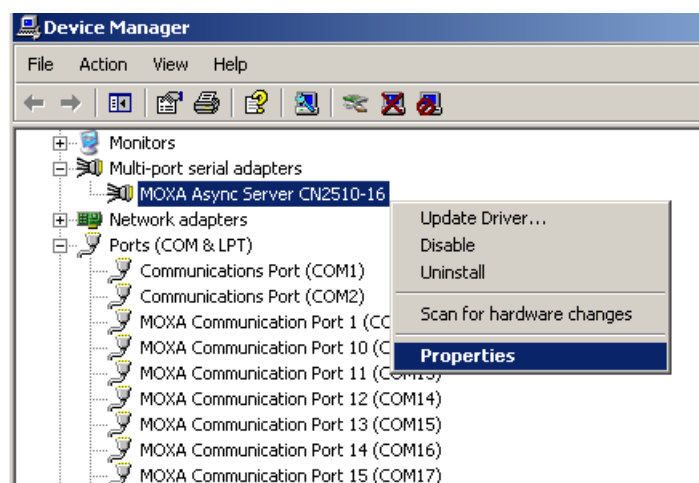 Device Manager
File Action View Help
Monitors
Multi-port serial adapters
MOXA Async Server CN2510-16
Network adapters
Ports (COM & LPT)
Communications Port (COM1)
Communications Port (COM2)
MOXA Communication Port 1 (CO
MOXA Communication Port 10 (C
MOXA Communication Port 11 (COM13)
MOXA Communication Port 12 (COM14)
MOXA Communication Port 13 (COM15)
MOXA Communication Port 14 (COM16)
MOXA Communication Port 15 (COM17)
Update Driver...
Disable
Uninstall
Scan for hardware changes
Properties